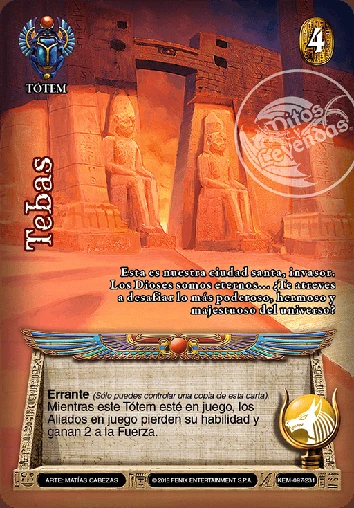 4
TÓTEM
Mitos
y
Leyendas
Tebas
Esta es nuestra ciudad santa, invasor.
Los Dioses somos eternos... ¿Te atreves
a desafiar lo más poderoso, hermoso y
majestuoso del universo?
Errante (Sólo puedes controlar una copia de esta carta)
Mientras este Tótem esté en juego, los
Aliados en juego pierden su habilidad y
ganan 2 a la Fuerza.
ARTE: MATÍAS CABEZAS
© 2015 FENIX ENTERTAINMENT S.P.A.